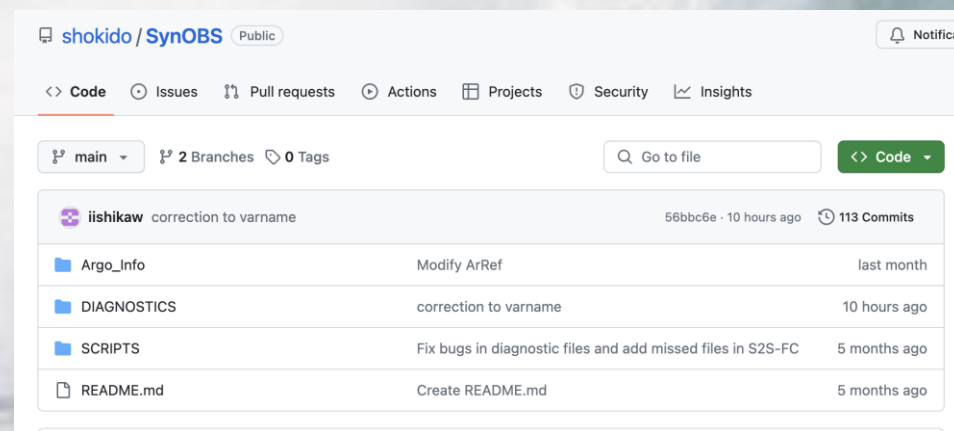 shokido / SynOBS Public
Notifica
Code Issues Pull requests Actions Projects Security Insights
main 2 Branches 0 Tags Go to file Code
iishikaw correction to varname 56bbc6e · 10 hours ago 113 Commits
Argo_Info Modify ArRef last month
DIAGNOSTICS correction to varname 10 hours ago
SCRIPTS Fix bugs in diagnostic files and add missed files in S2S-FC 5 months ago
README.md Create README.md 5 months ago